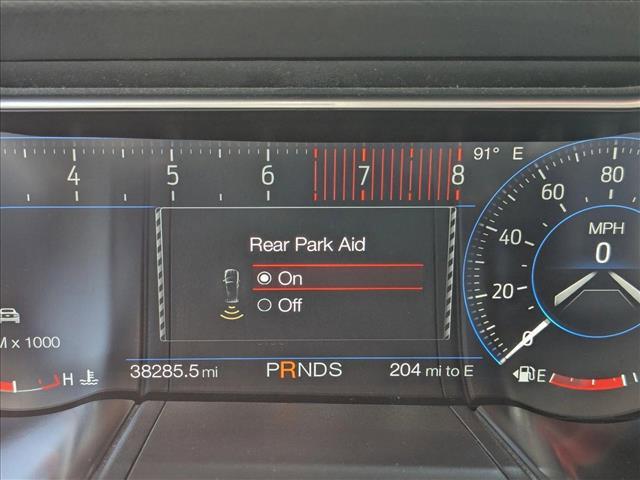 4 5 6 7 8
91° E
Rear Park Aid
On
Off
M x 1000
H
38285.5 mi
PRNDS
204 mi to E
0 20 40 60 80
MPH
0
E